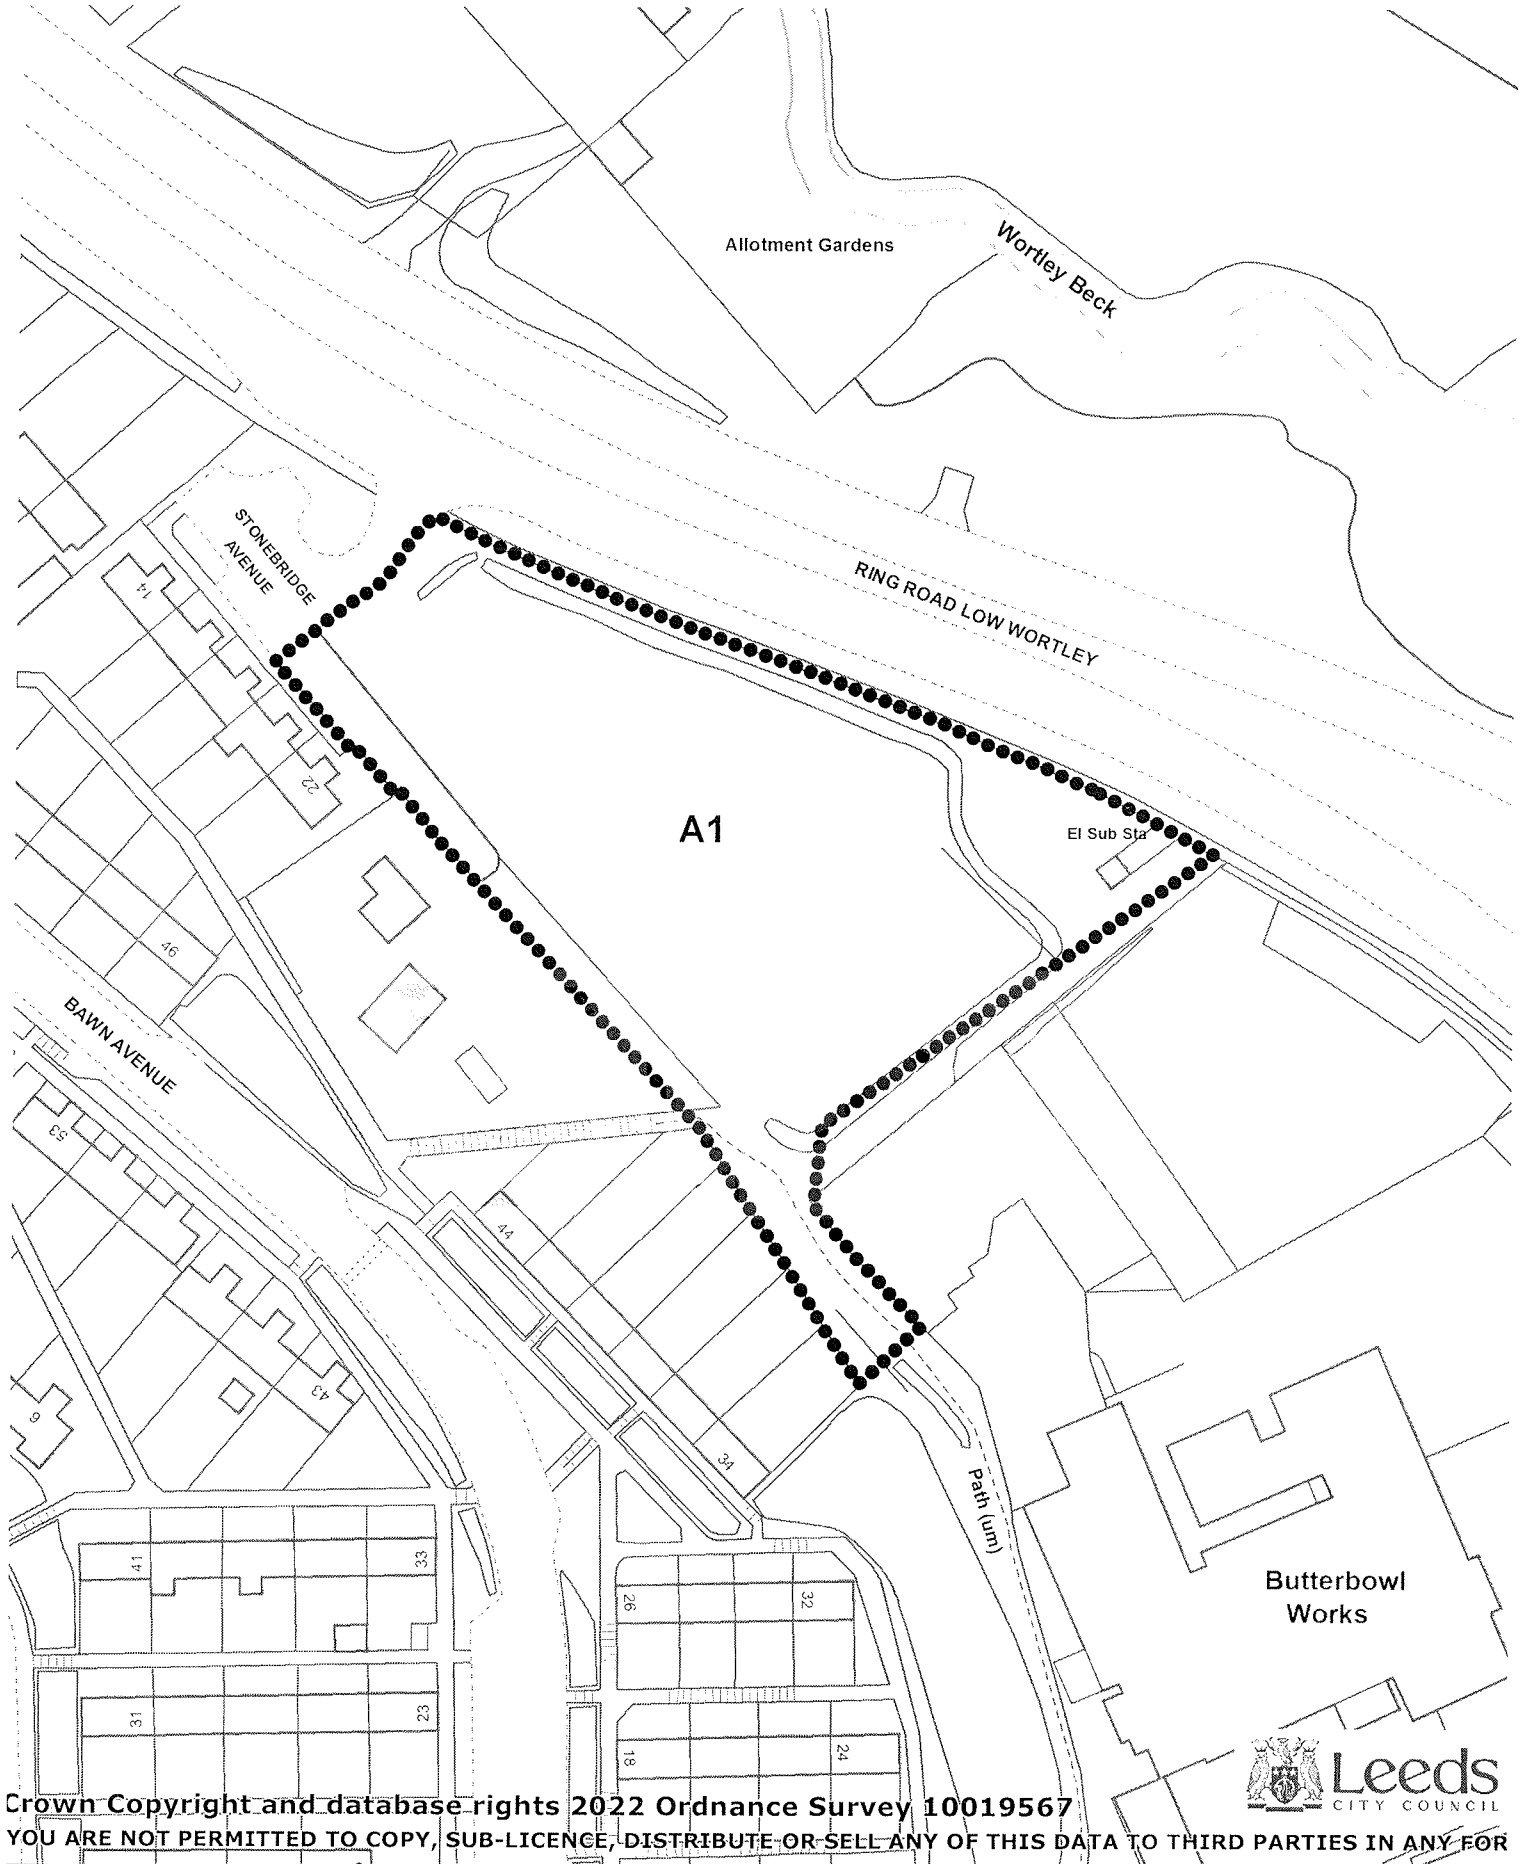 Allotment Gardens
Wortley Beck
STONEBRIDGE
AVENUE
RING ROAD LOW WORTLEY
14
22
A1
El Sub Sta
46
BAWN AVENUE
53
44
43
6
34
Path (um)
41
33
26
32
Butterbowl
Works
31
23
18
24
Leeds
CITY COUNCIL
Crown Copyright and database rights 2022 Ordnance Survey 10019567
YOU ARE NOT PERMITTED TO COPY, SUB-LICENCE, DISTRIBUTE OR SELL ANY OF THIS DATA TO THIRD PARTIES IN ANY FOR